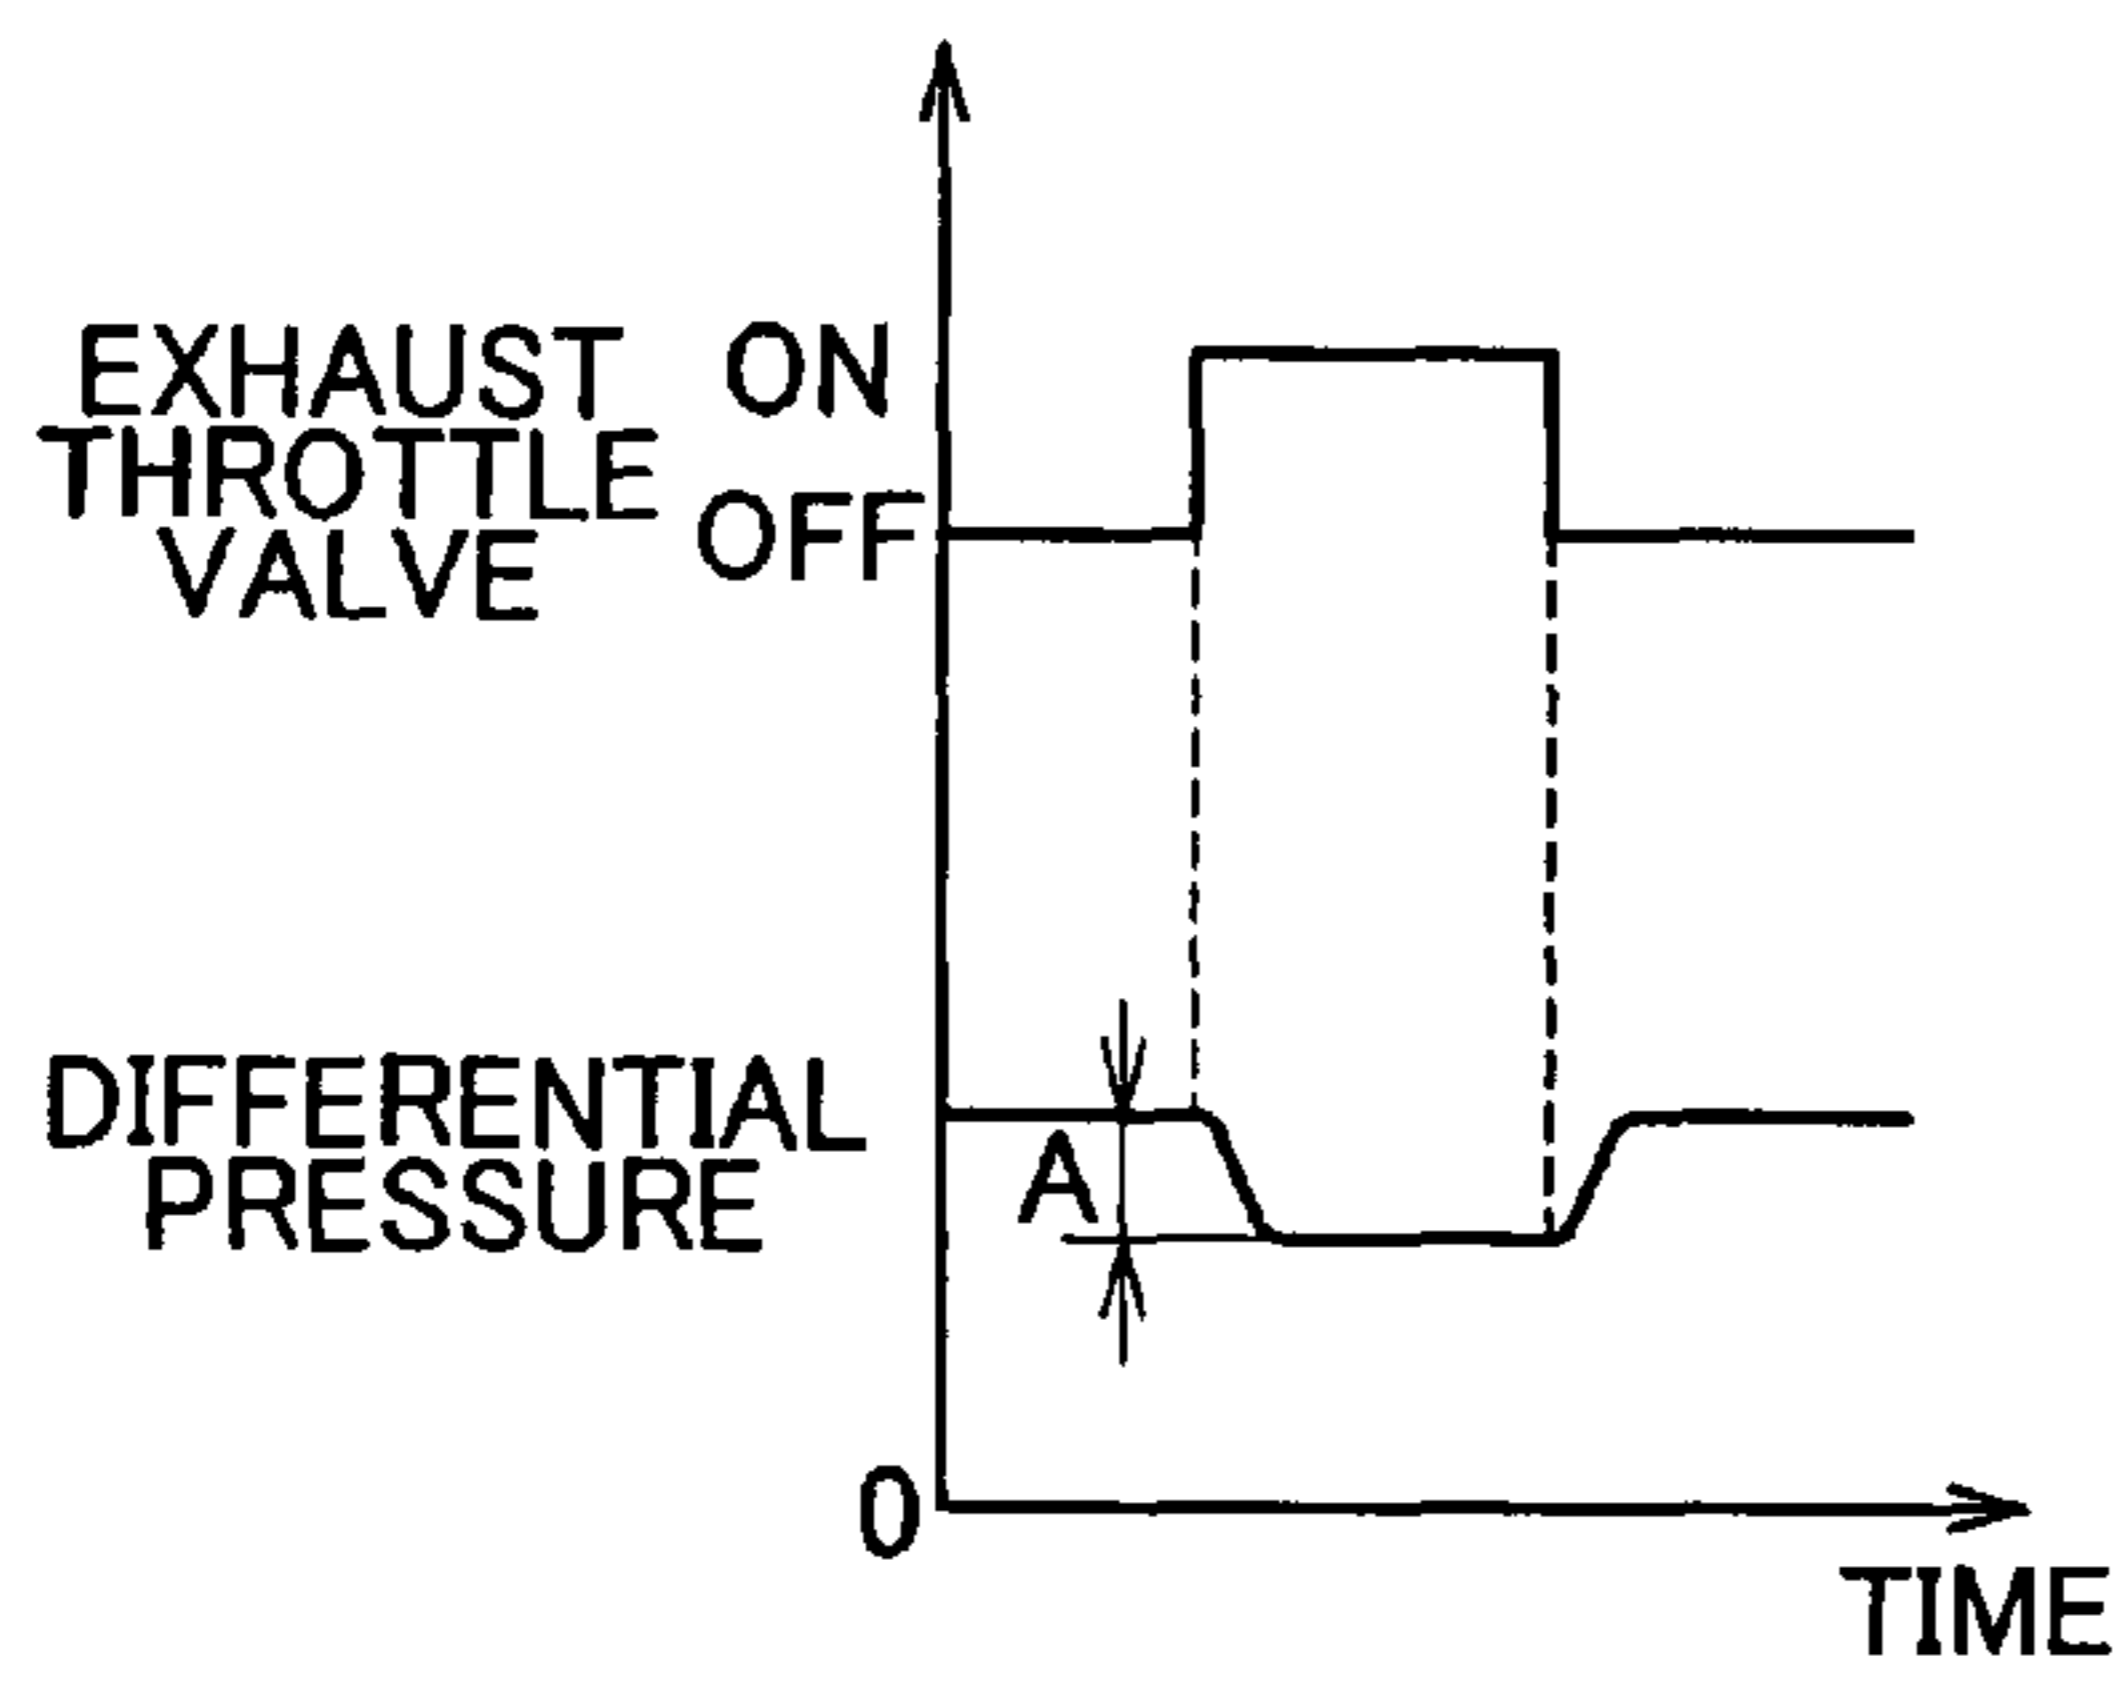 EXHAUST
THROTTLE
VALVE
ON
OFF
DIFFERENTIAL
PRESSURE
A
0
TIME